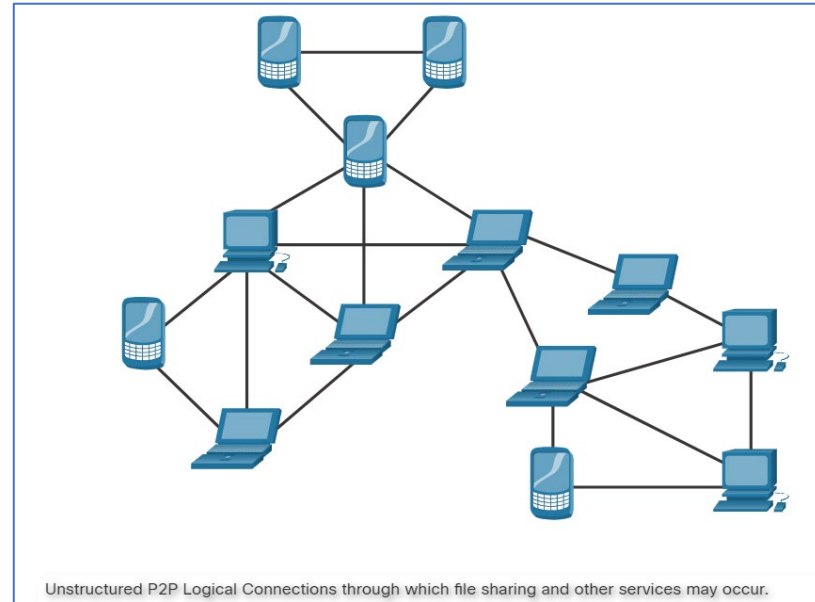 Unstructured P2P Logical Connections through which file sharing and other services may occur.